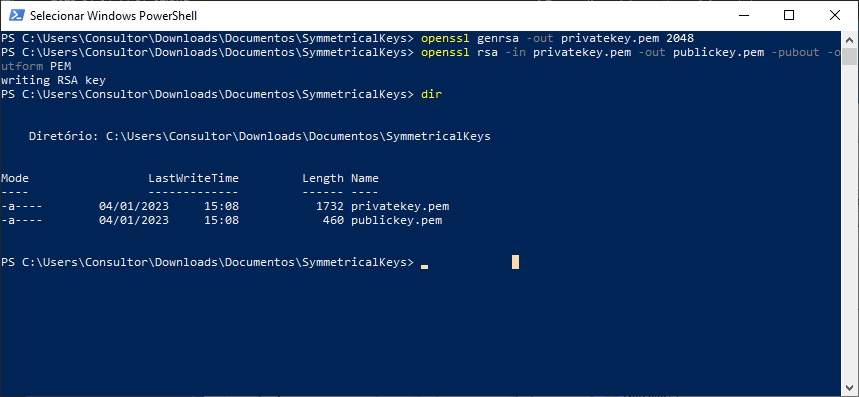 Selecionar Windows PowerShell
PS C:\Users\Consultor\Downloads\Documentos\SymmetricalKeys> openssl genrsa -out privatekey.pem 2048
PS C:\Users\Consultor\Downloads\Documentos\SymmetricalKeys> openssl rsa -in privatekey.pem -out publickey.pem -pubout -o
utform PEM
writing RSA key
PS C:\Users\Consultor\Downloads\Documentos\SymmetricalKeys> dir
Diretório: C:\Users\Consultor\Downloads\Documentos\SymmetricalKeys
Mode LastWriteTime Length Name
---- ------------- ------ ----
-a---- 04/01/2023 15:08 1732 privatekey.pem
-a---- 04/01/2023 15:08 460 publickey.pem
PS C:\Users\Consultor\Downloads\Documentos\SymmetricalKeys>